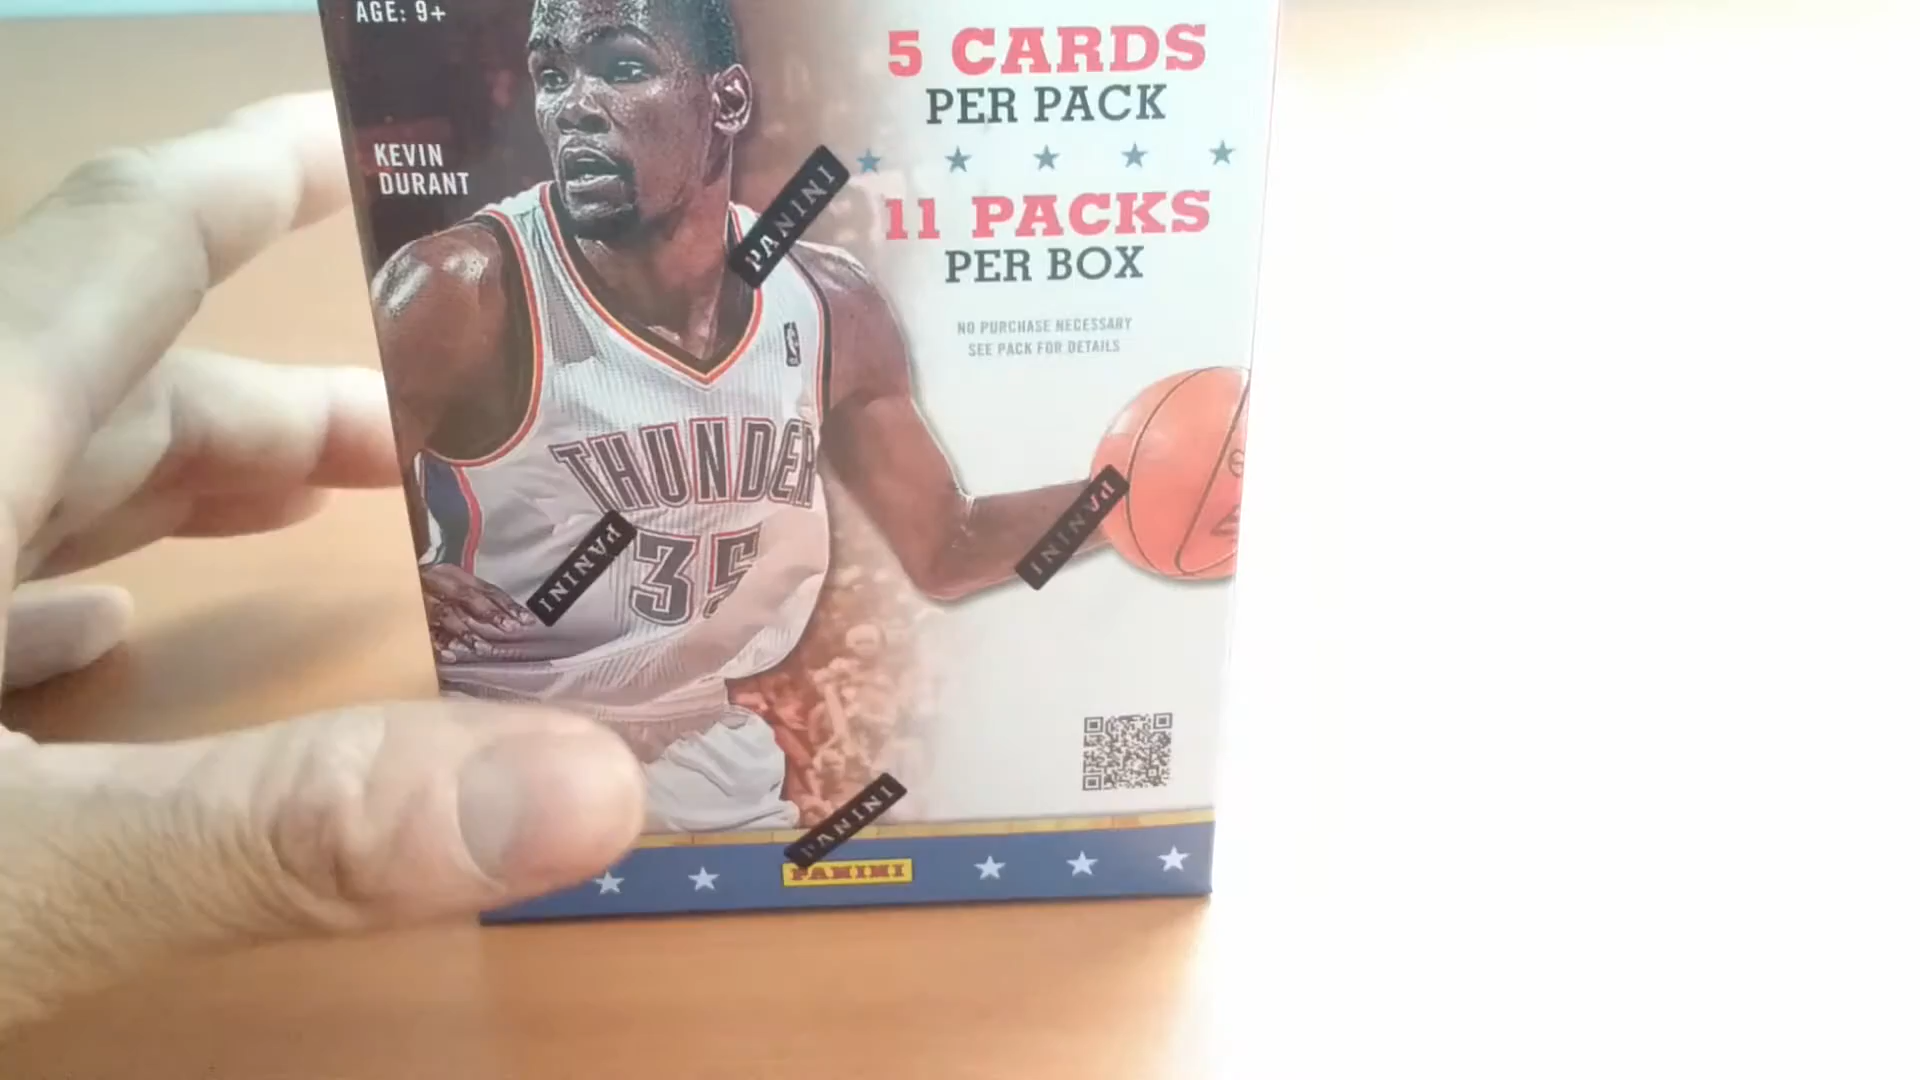 AGE: 9+
5 CARDS
PER PACK
KEVIN
DURANT
PANINI
11 PACKS
PER BOX
NO PURCHASE NECESSARY
SEE PACK FOR DETAILS
THUNDER
PANINI
PANINI
35
PANINI
PANINI